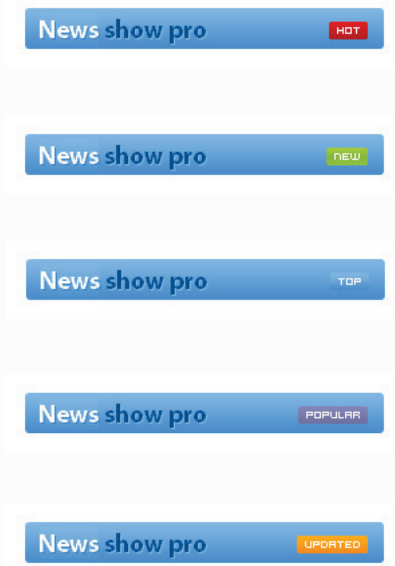 News show pro HOT
News show pro NEW
News show pro TOP
News show pro POPULAR
News show pro UPDATED